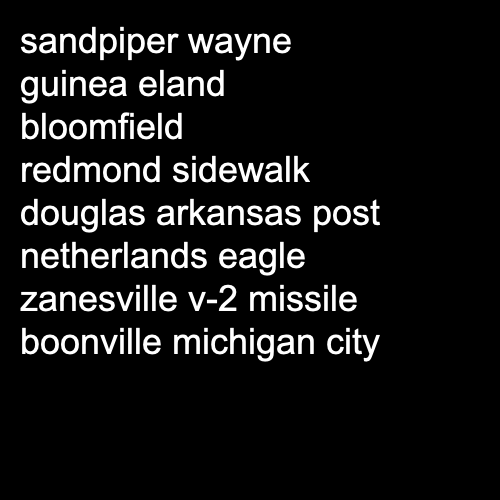 sandpiper wayne
guinea eland
bloomfield
redmond sidewalk
douglas arkansas post
netherlands eagle
zanesville v-2 missile
boonville michigan city